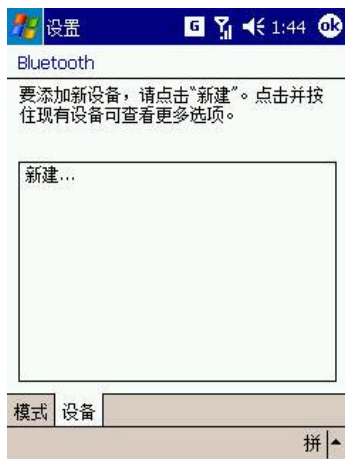 设置 G 1:44 ok
Bluetooth
要添加新设备，请点击“新建”。点击并按
住现有设备可查看更多选项。
新建...
模式 设备
拼